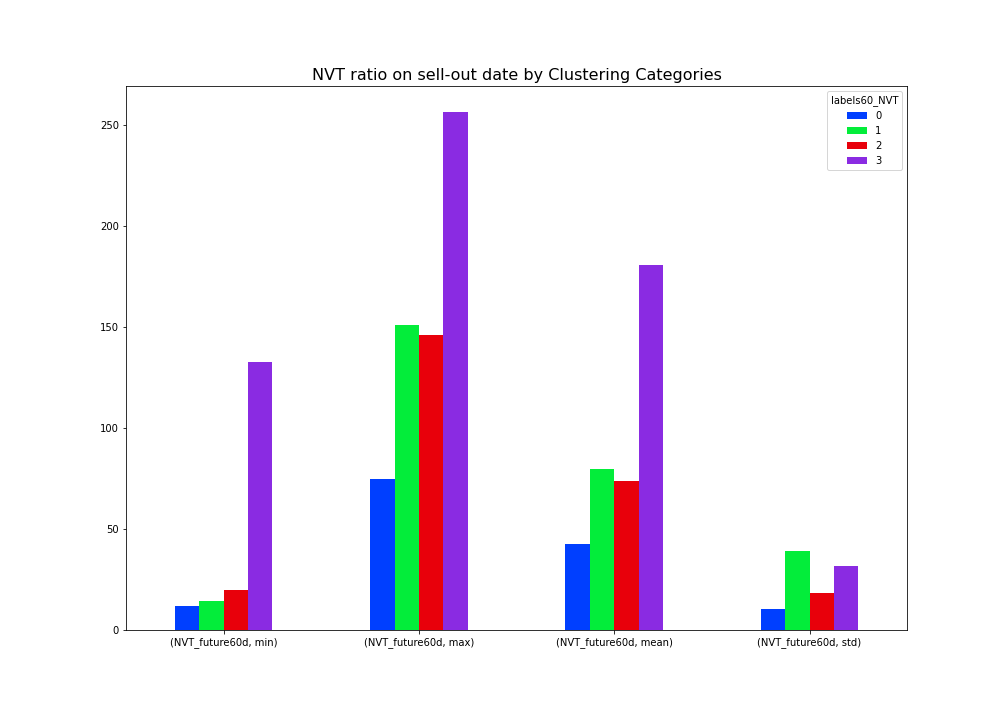 NVT ratio on sell-out date by Clustering Categories
labels60_NVT
0
1
2
3
250
200
150
100
50
0
(NVT_future60d, min)
(NVT_future60d, max)
(NVT_future60d, mean)
(NVT_future60d, std)